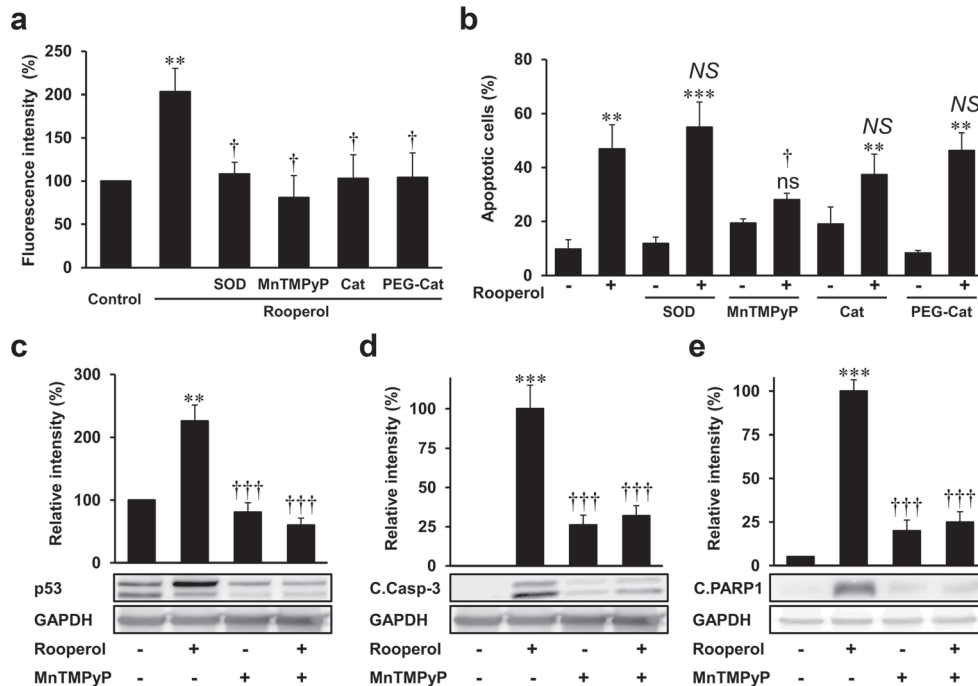 a
Fluorescence intensity (%)
250
200
150
100
50
0
**
†
†
†
†
SOD MnTMPyP Cat PEG-Cat
Control
Rooperol
b
Apoptotic cells (%)
80
60
40
20
0
**
NS
***
†
ns
NS
**
NS
**
Rooperol - + - + - + - + - +
SOD MnTMPyP Cat PEG-Cat
c
Relative intensity (%)
300
200
100
0
**
†††
†††
p53
GAPDH
Rooperol - + - +
MnTMPyP - - + +
d
Relative intensity (%)
100
75
50
25
0
***
†††
†††
C.Casp-3
GAPDH
Rooperol - + - +
MnTMPyP - - + +
e
Relative intensity (%)
100
75
50
25
0
***
†††
†††
C.PARP1
GAPDH
Rooperol - + - +
MnTMPyP - - + +